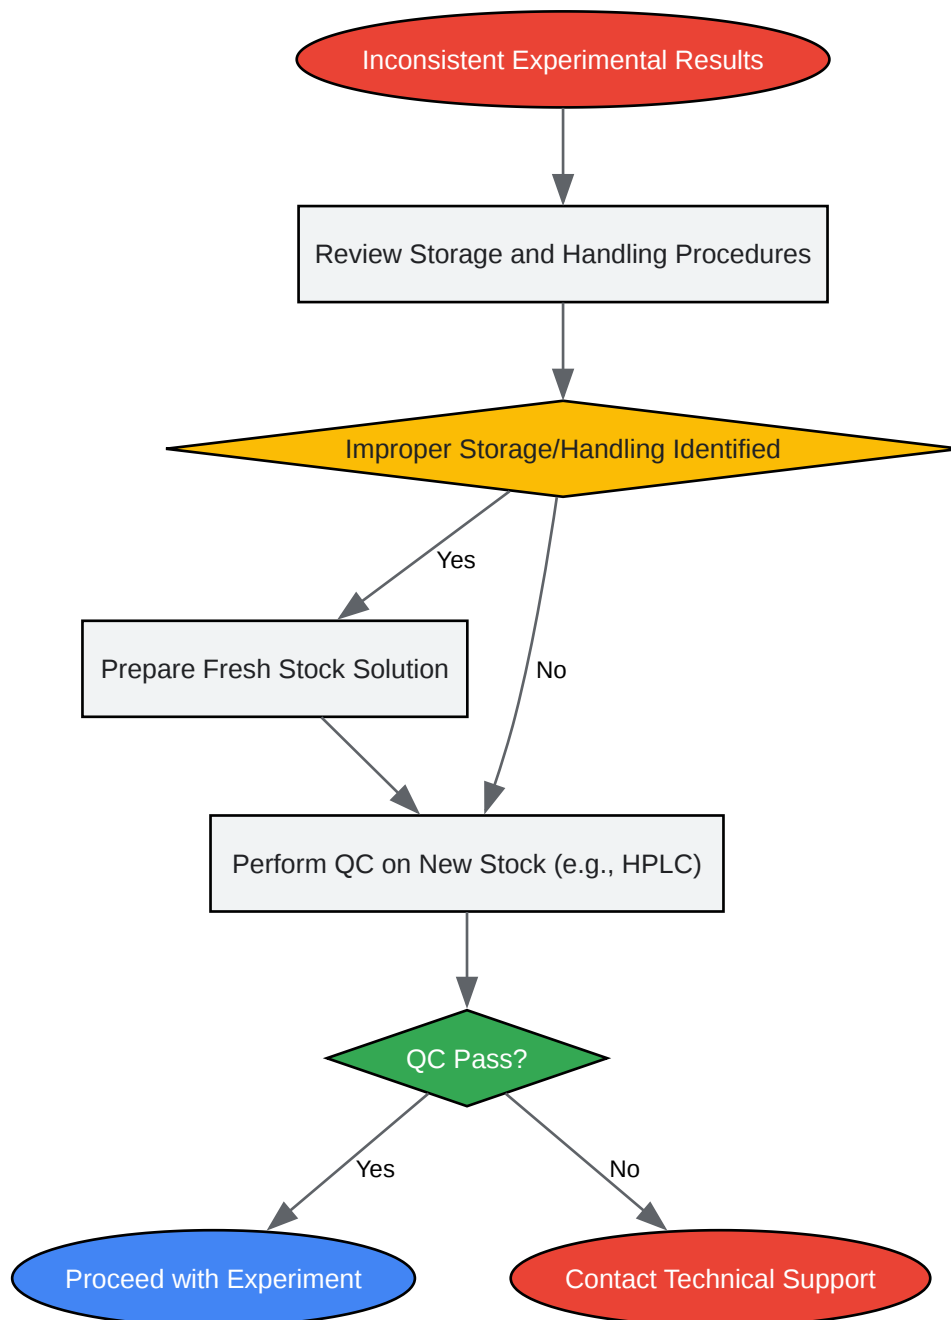 Inconsistent Experimental Results
Review Storage and Handling Procedures
Improper Storage/Handling Identified
Yes
Prepare Fresh Stock Solution
No
Perform QC on New Stock (e.g., HPLC)
QC Pass?
Yes
No
Proceed with Experiment
Contact Technical Support